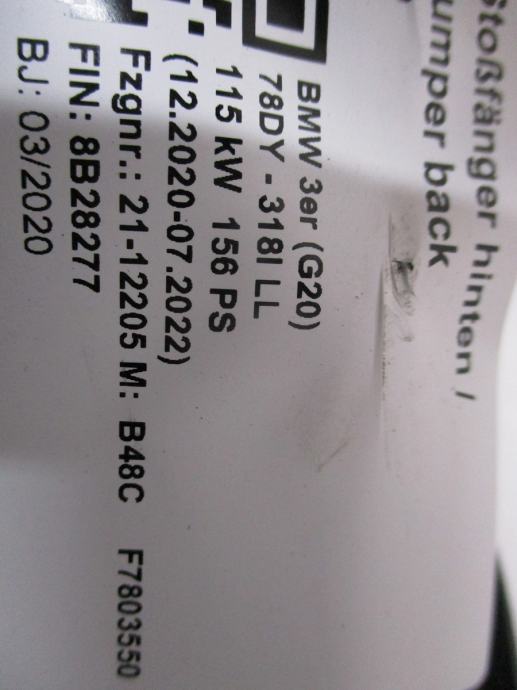 Stoßfänger hinten /
umper back
BMW 3er (G20)
78DY - 318I LL
115 kW 156 PS
(12.2020-07.2022)
Fzgnr.: 21-12205 M: B48C F7803550
FIN: 8B28277
BJ: 03/2020